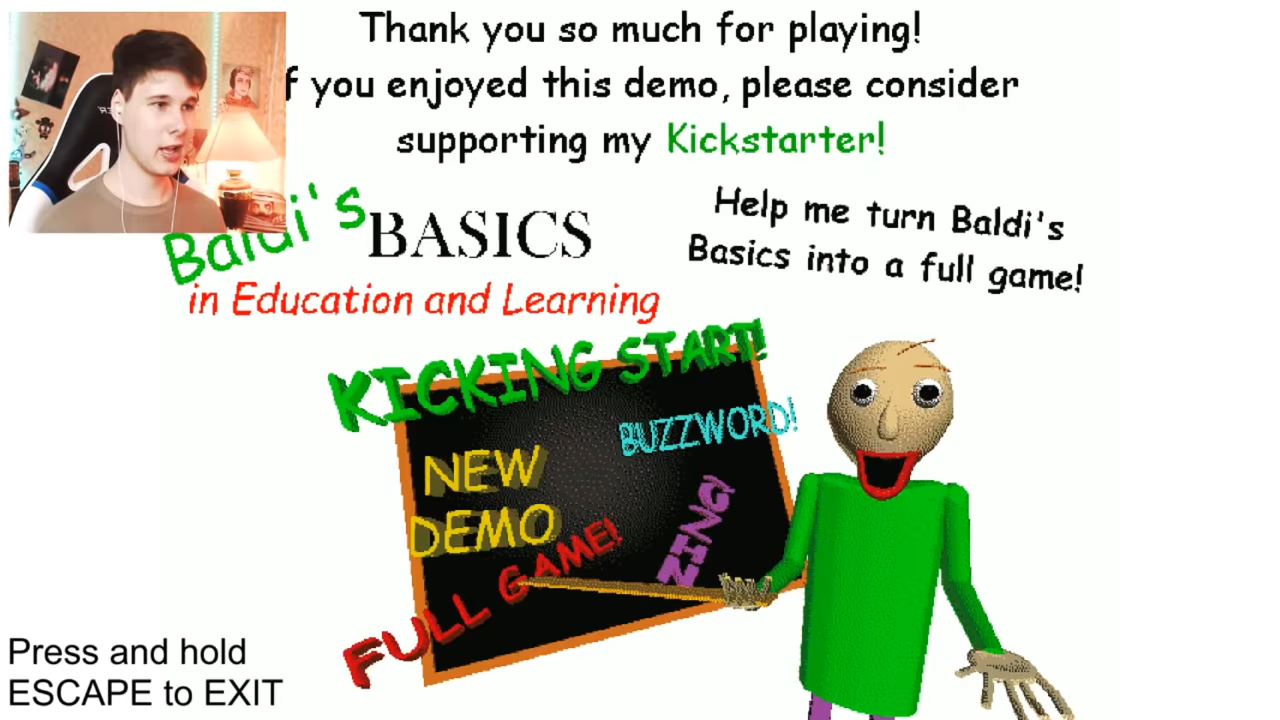 Thank you so much for playing!
f you enjoyed this demo, please consider
supporting my Kickstarter!
Baldi's BASICS
in Education and Learning
Help me turn Baldi's
Basics into a full game!
KICKING START!
BUZZWORD!
NEW
DEMO
ZING!
FULL GAME!
Press and hold
ESCAPE to EXIT